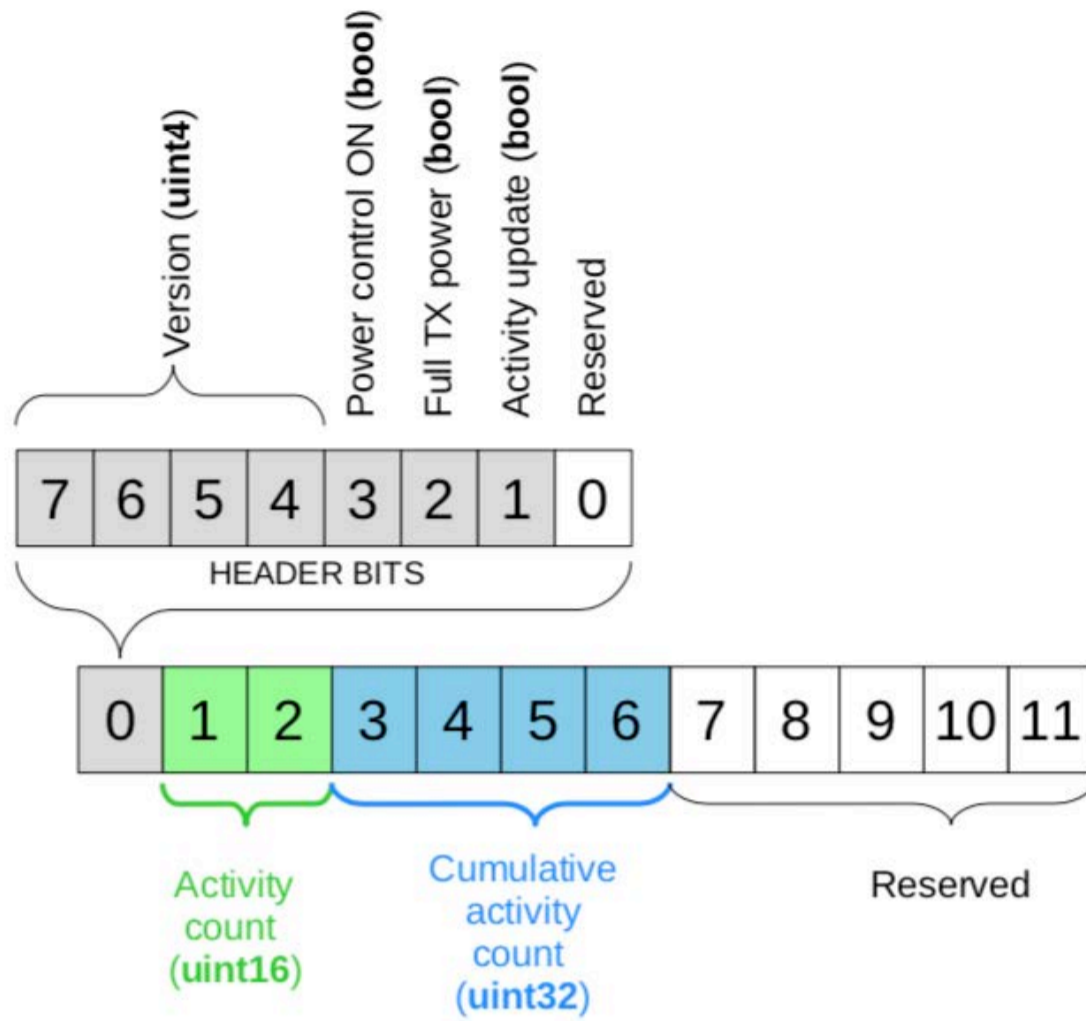 Version (uint4)
Power control ON (bool)
Full TX power (bool)
Activity update (bool)
Reserved
7 6 5 4 3 2 1 0
HEADER BITS
0 1 2 3 4 5 6 7 8 9 10 11
Activity
count
(uint16)
Cumulative
activity
count
(uint32)
Reserved